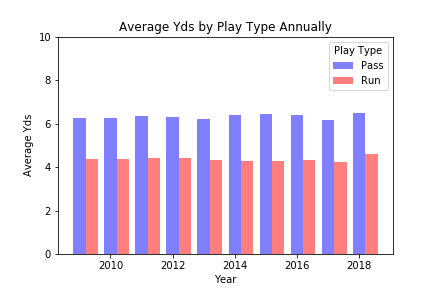 Average Yds by Play Type Annually
10
8
6
4
2
0
Average Yds
Play Type
Pass
Run
2010 2012 2014 2016 2018
Year